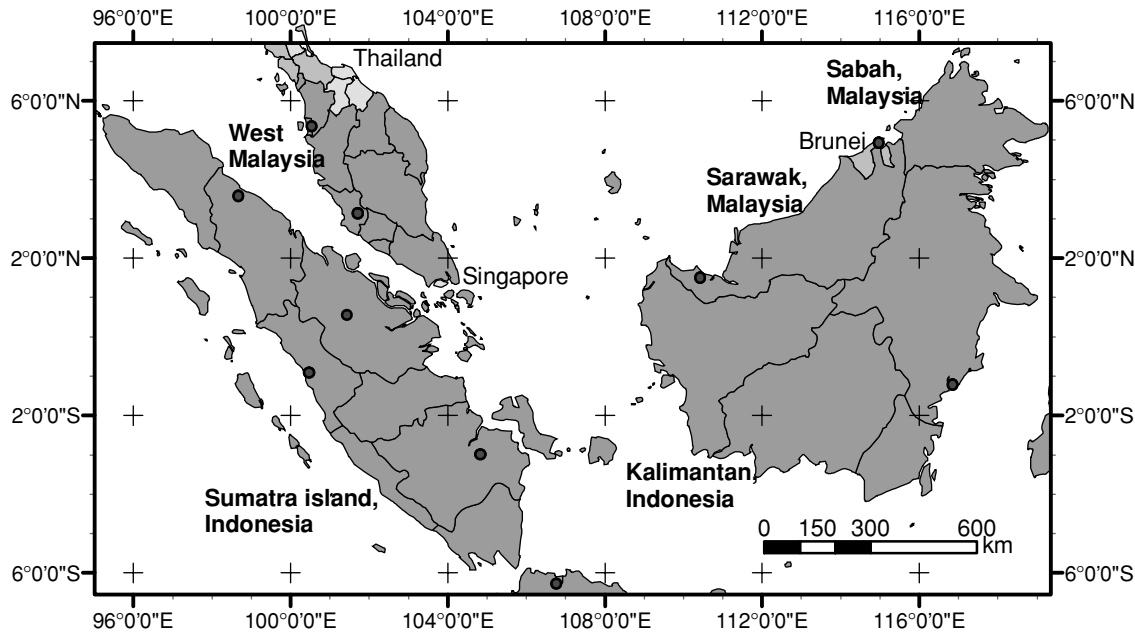 96°0'0"E 100°0'0"E 104°0'0"E 108°0'0"E 112°0'0"E 116°0'0"E
Thailand
Sabah,
Malaysia
6°0'0"N 6°0'0"N
West
Malaysia
Brunei
Sarawak,
Malaysia
2°0'0"N 2°0'0"N
Singapore
2°0'0"S 2°0'0"S
Kalimantan,
Indonesia
Sumatra island,
Indonesia
0 150 300 600
km
6°0'0"S 6°0'0"S
96°0'0"E 100°0'0"E 104°0'0"E 108°0'0"E 112°0'0"E 116°0'0"E